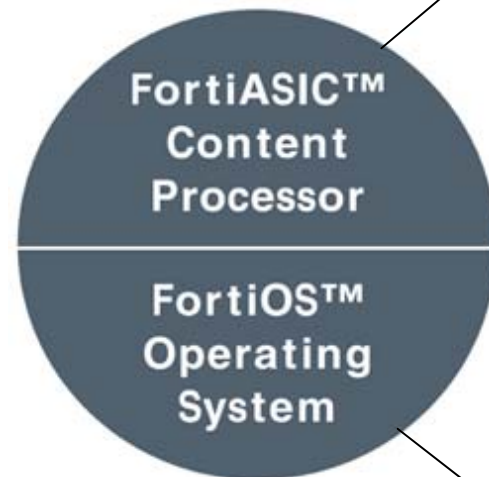 FortiASIC™
Content
Processor
FortiOS™
Operating
System